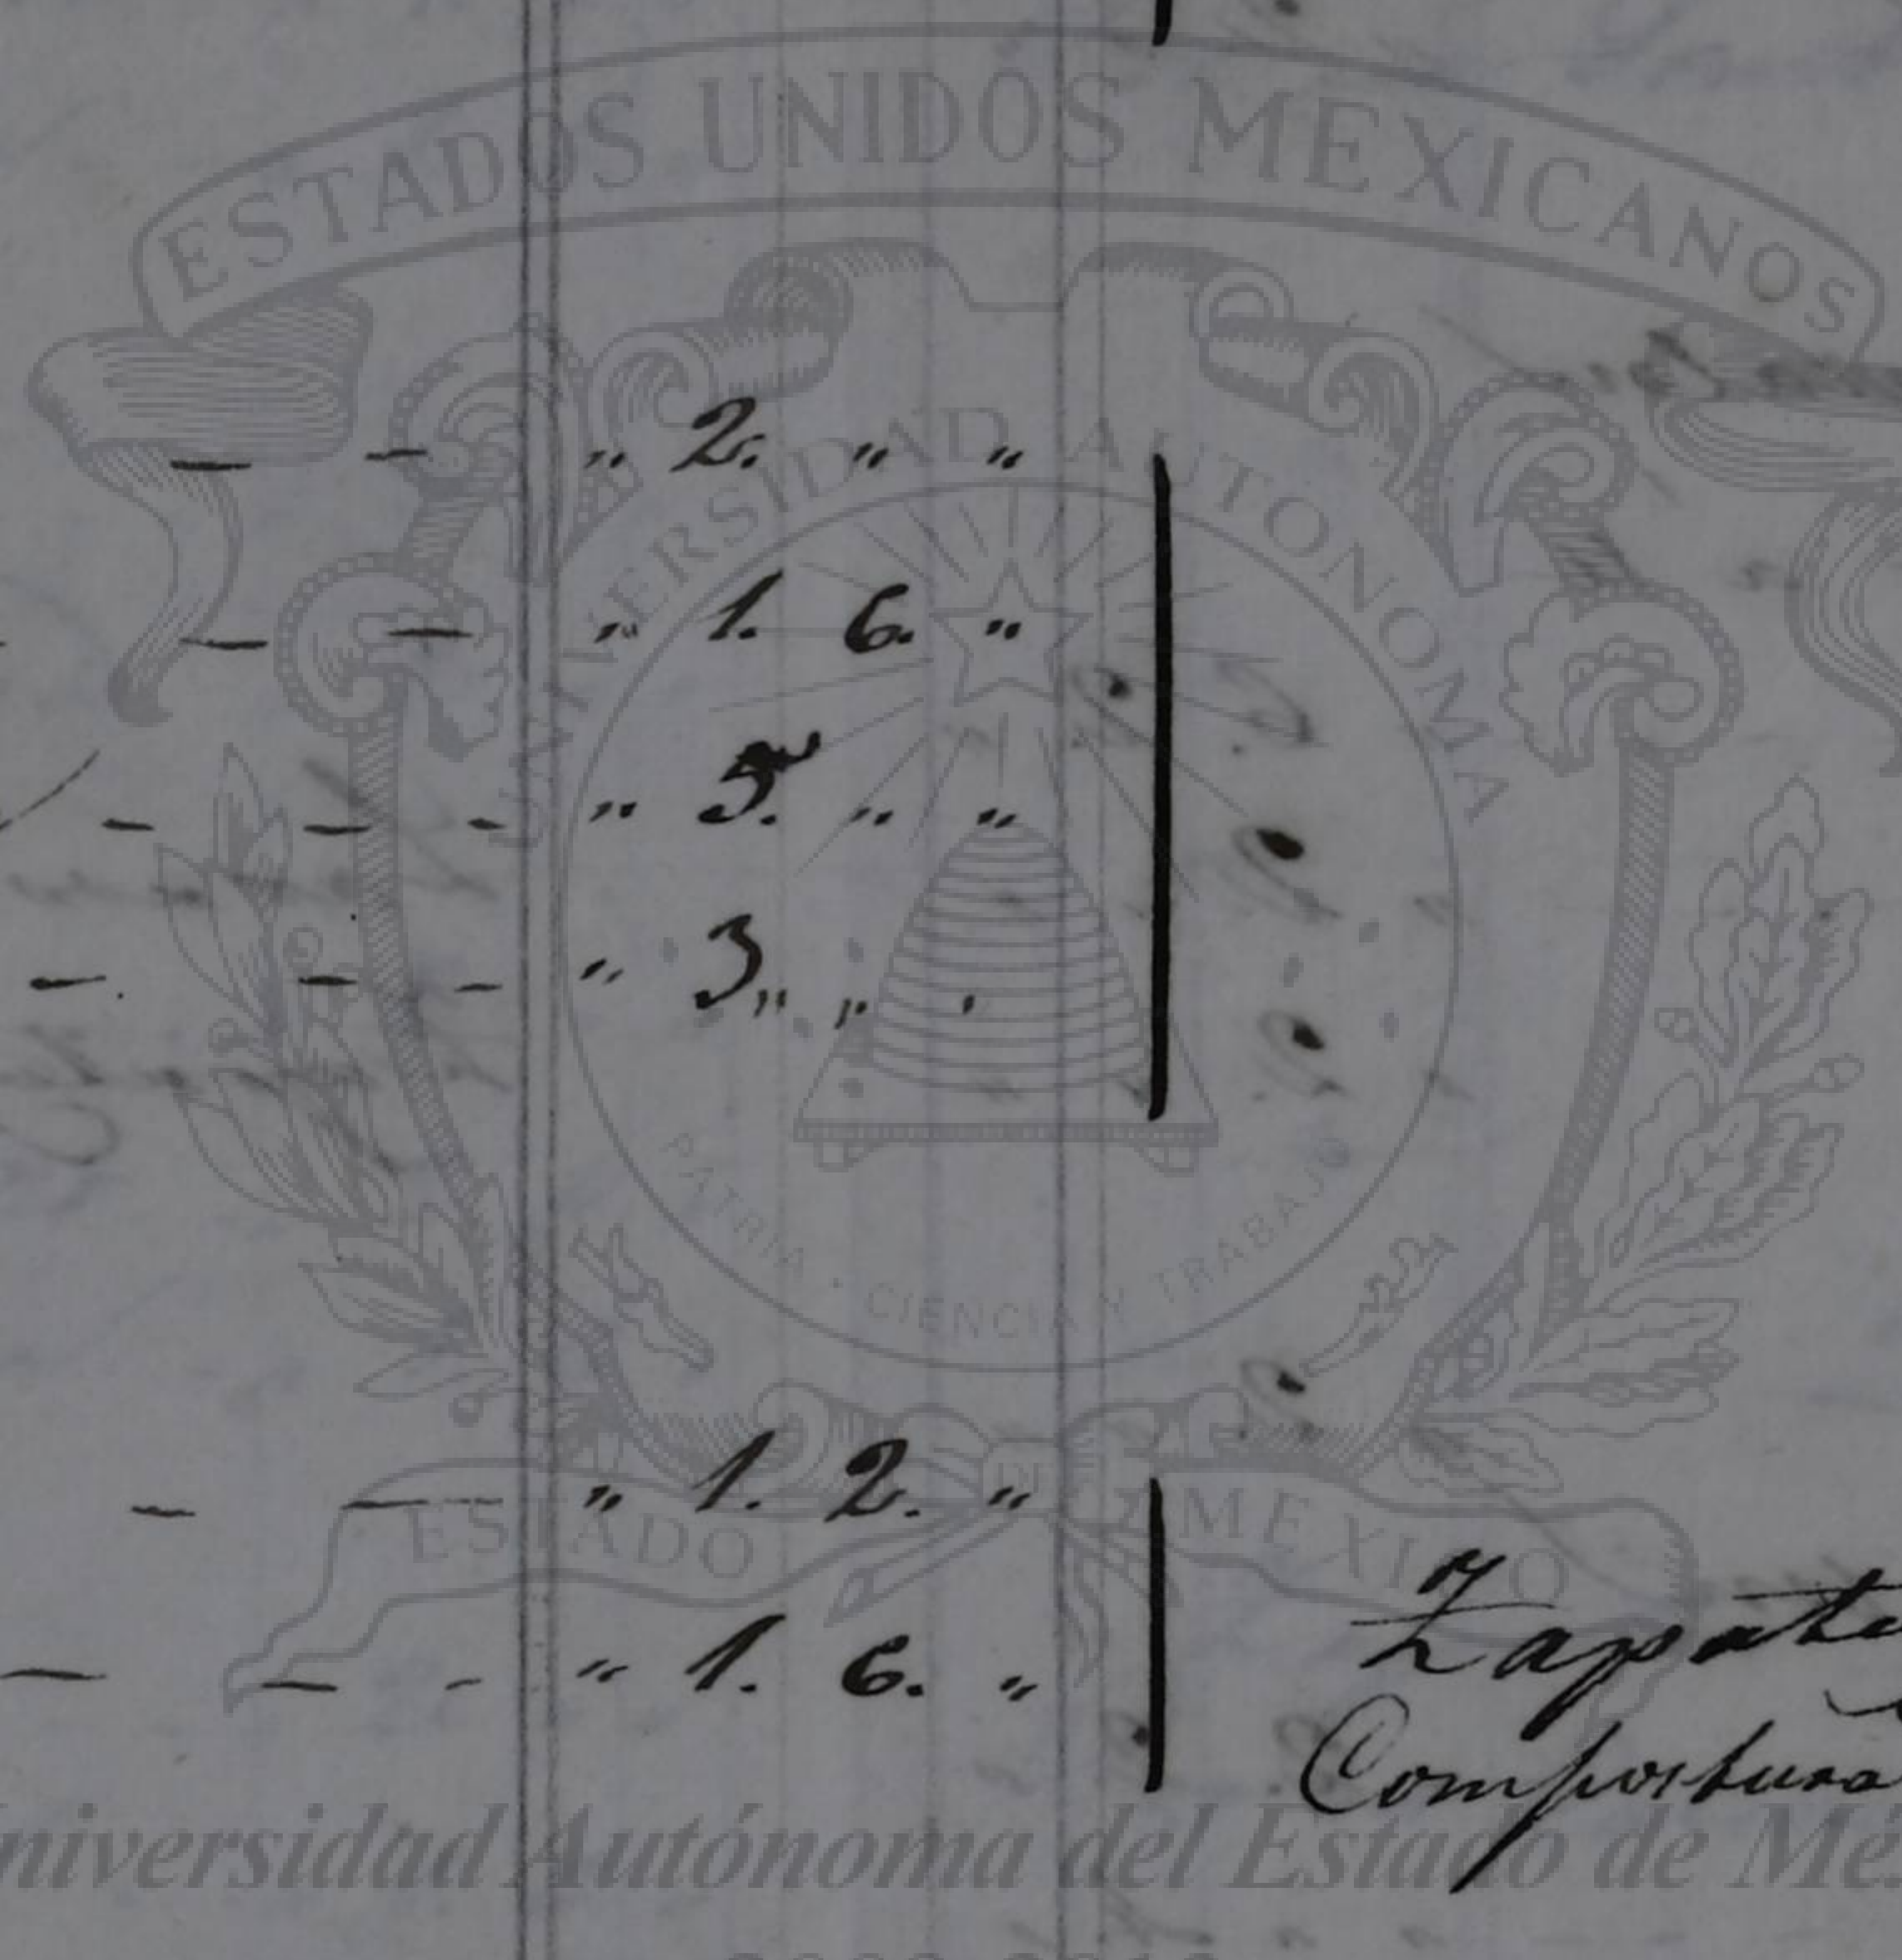 ESTADOS UNIDOS MEXICANOS
UNIVERSIDAD AUTONOMA
— — „ 2. „ „
— — „ 1. 6. „
— — — „ 5. „ „
— — — „ 3 „ „ .
PATRIA · CIENCIA Y TRABAJO
— — „ 1. 2. „
ESTADO DE MEXICO
— — - „ 1. 6. „
Compostura
Universidad Autónoma del Estado de Mé